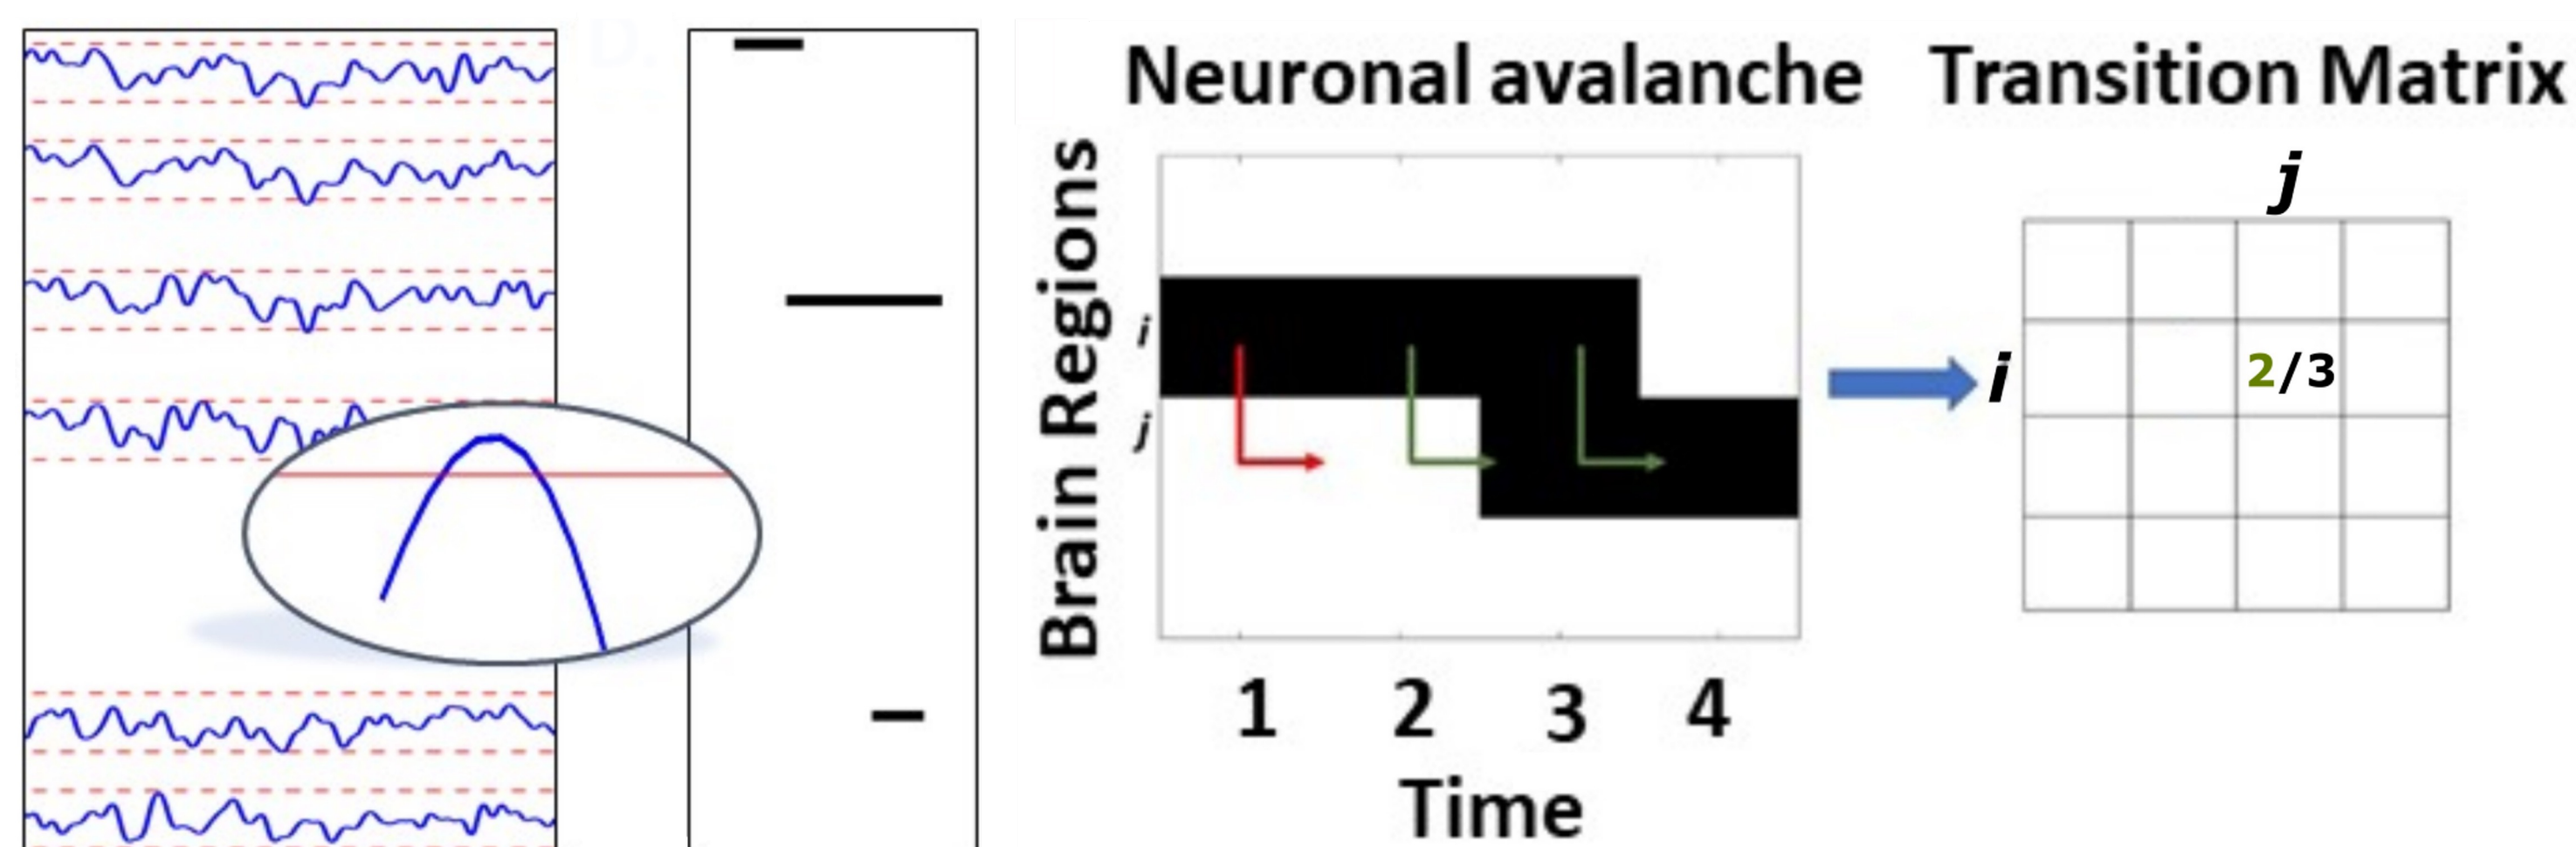 Neuronal avalanche
Transition Matrix
Brain Regions
i
j
1 2 3 4
Time
j
i
2/3